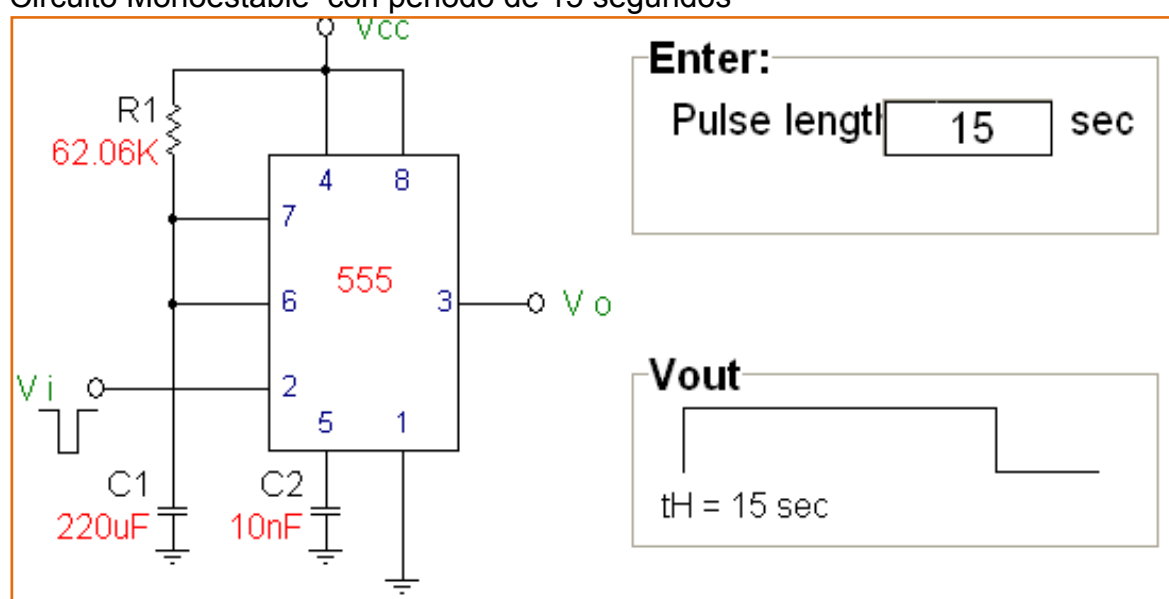 Circuito Monoestable con periodo de 15 segundos
Vcc
R1
62.06K
4 8
7
555
6
3
V o
V i
2
5 1
C1
220uF
C2
10nF
Enter:
Pulse length 15 sec
Vout
tH = 15 sec